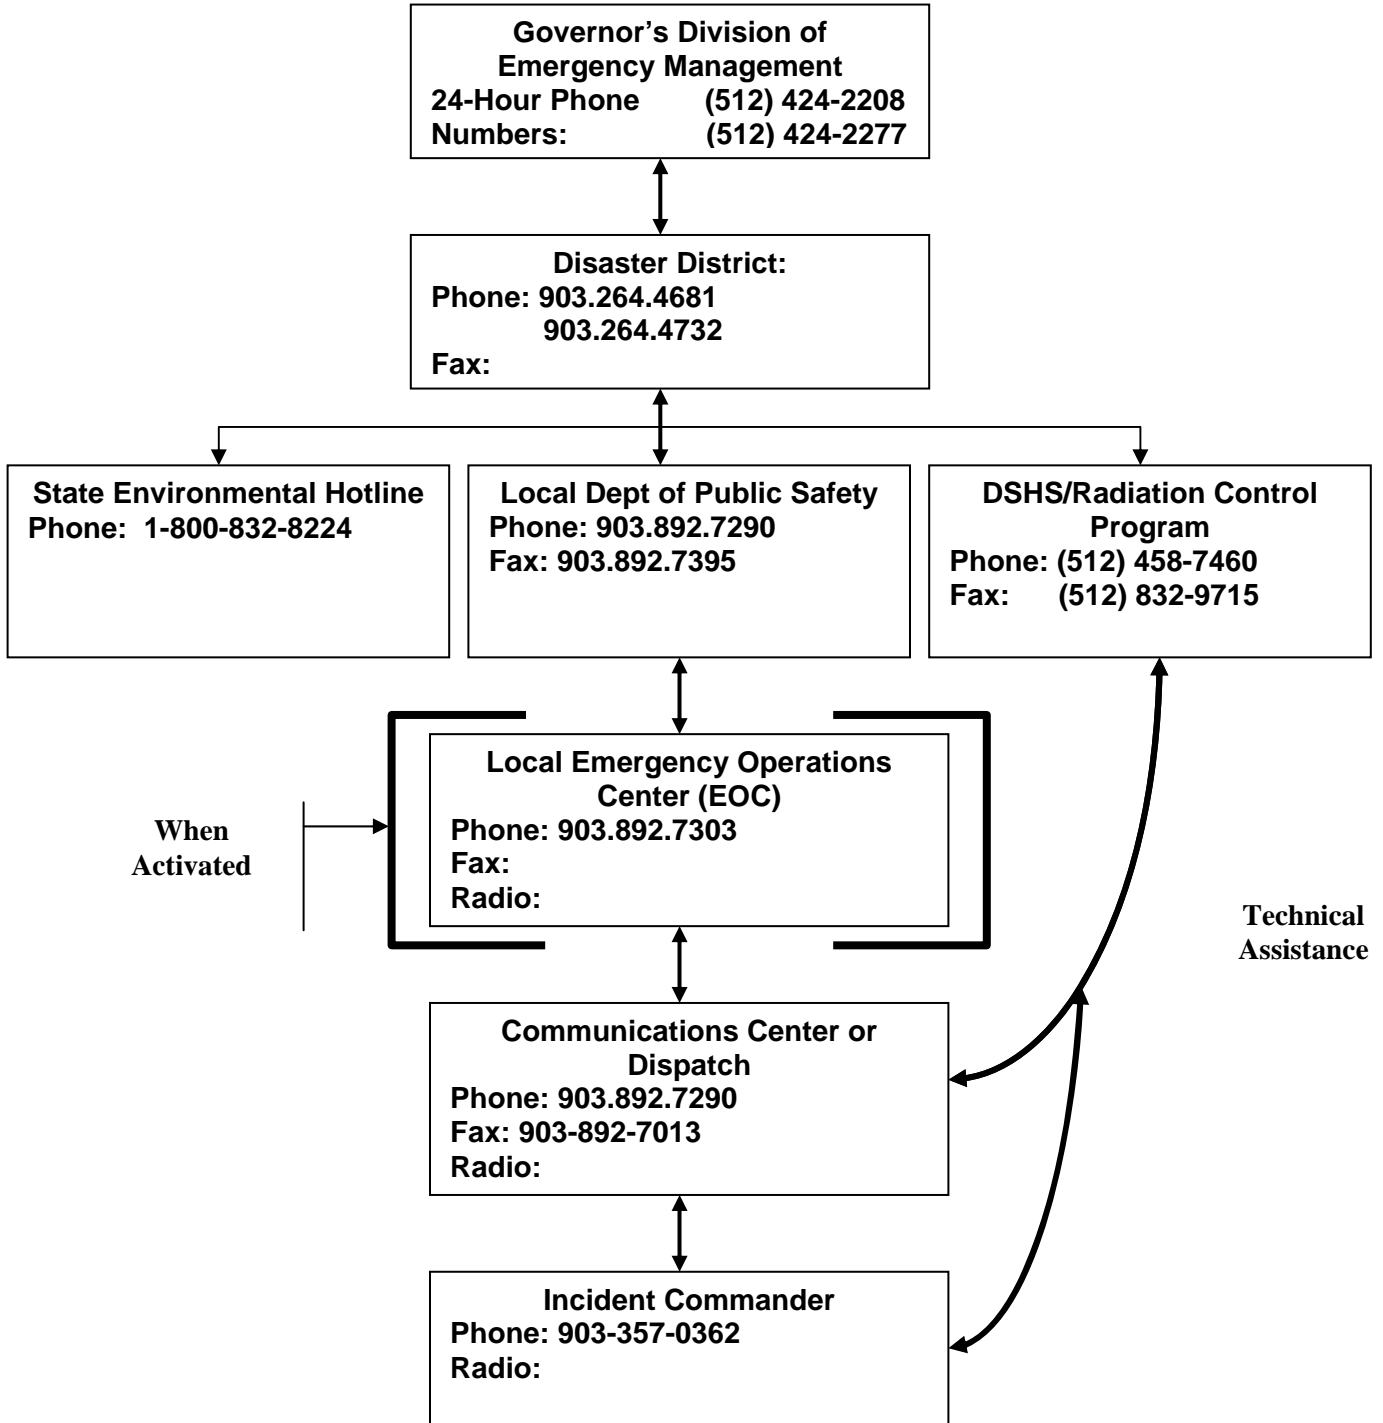 Governor’s Division of
Emergency Management
24-Hour Phone (512) 424-2208
Numbers: (512) 424-2277
Disaster District:
Phone: 903.264.4681
903.264.4732
Fax:
State Environmental Hotline
Phone: 1-800-832-8224
Local Dept of Public Safety
Phone: 903.892.7290
Fax: 903.892.7395
DSHS/Radiation Control
Program
Phone: (512) 458-7460
Fax: (512) 832-9715
When
Activated
Local Emergency Operations
Center (EOC)
Phone: 903.892.7303
Fax:
Radio:
Technical
Assistance
Communications Center or
Dispatch
Phone: 903.892.7290
Fax: 903-892-7013
Radio:
Incident Commander
Phone: 903-357-0362
Radio: